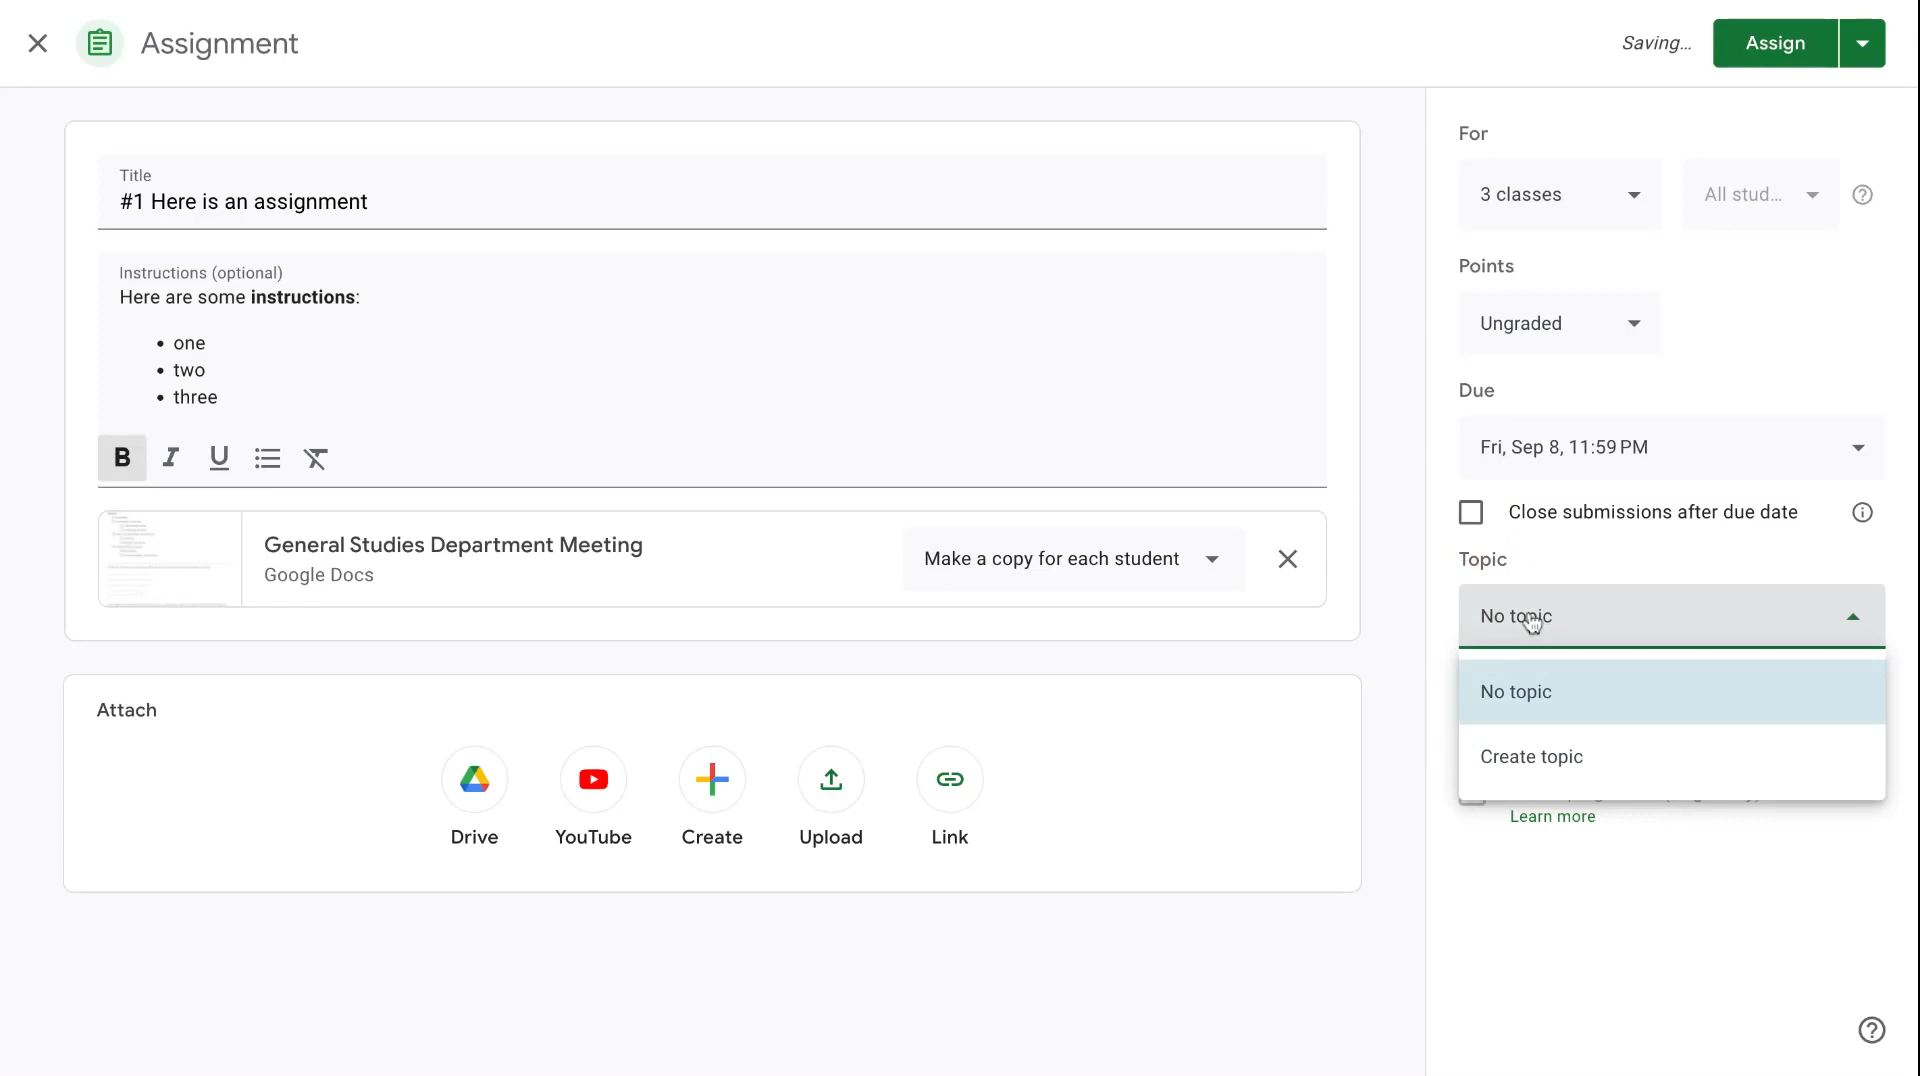 Assignment
Saving...
Assign
Title
#1 Here is an assignment
Instructions (optional)
Here are some instructions:
• one
• two
• three
B I U
General Studies Department Meeting
Google Docs
Make a copy for each student
Attach
Drive
YouTube
Create
Upload
Link
For
3 classes
All stud...
Points
Ungraded
Due
Fri, Sep 8, 11:59 PM
Close submissions after due date
Topic
No topic
No topic
Create topic
Learn more